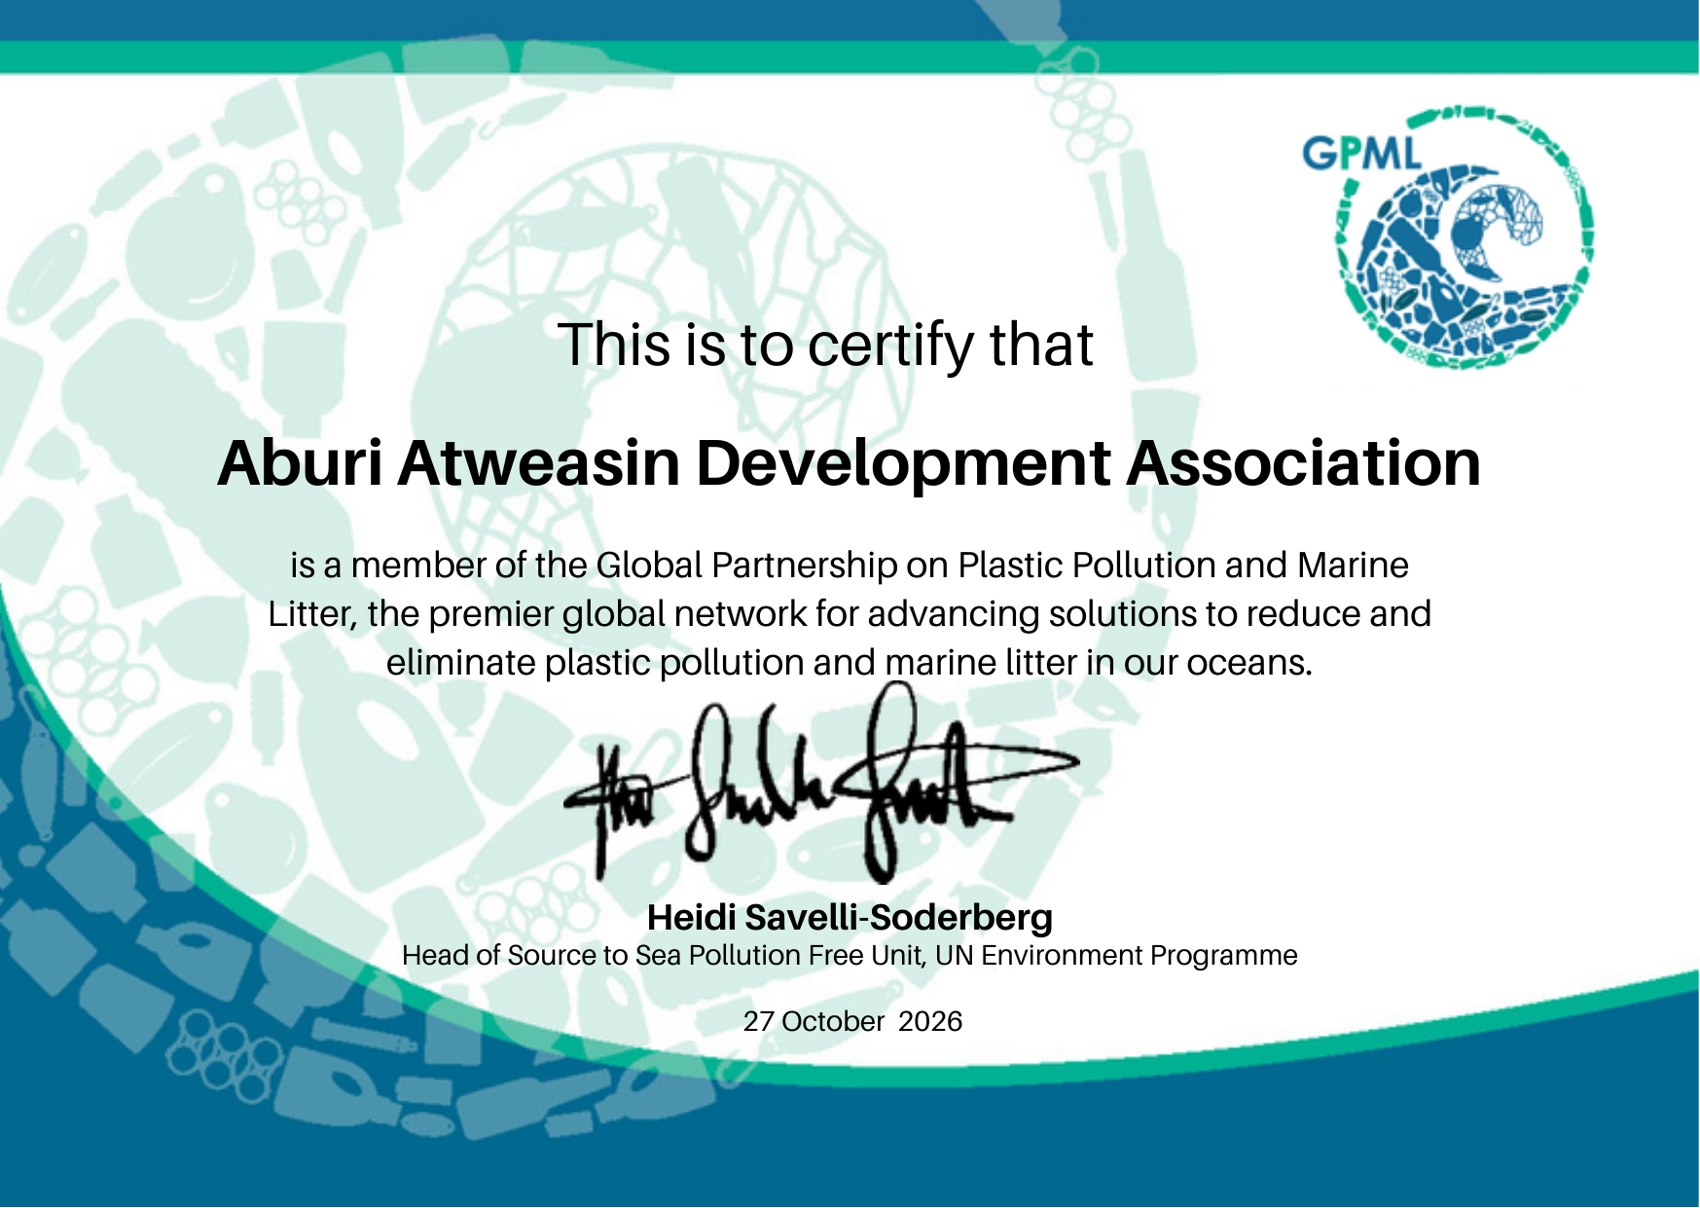 GPML
This is to certify that
Aburi Atweasin Development Association
is a member of the Global Partnership on Plastic Pollution and Marine
Litter, the premier global network for advancing solutions to reduce and
eliminate plastic pollution and marine litter in our oceans.
Heidi Savelli-Soderberg
Head of Source to Sea Pollution Free Unit, UN Environment Programme
27 October  2026